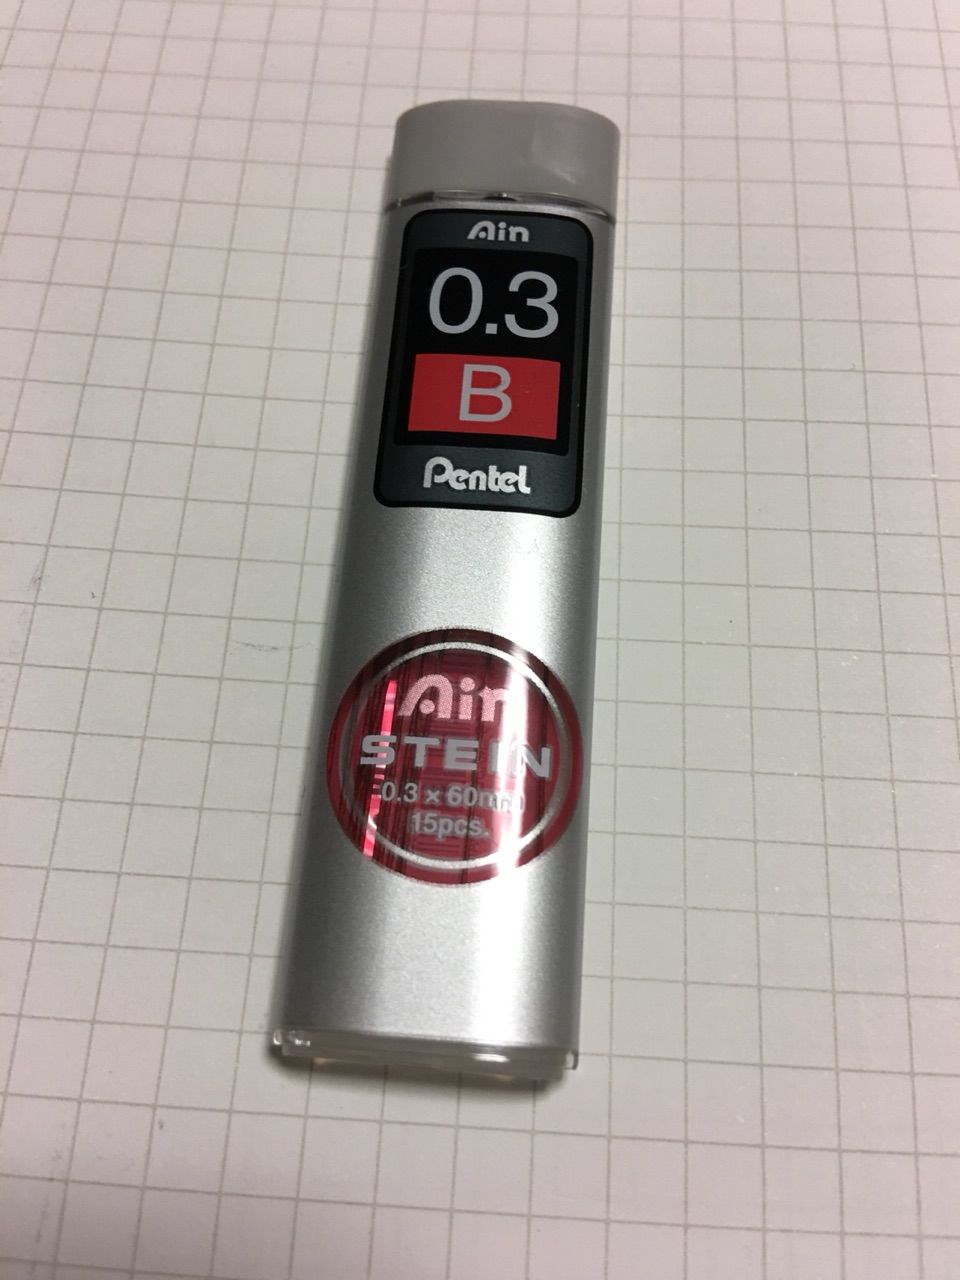 Ain
0.3
B
Pentel
Ain
STEIN
0.3 × 60mm
15pcs.